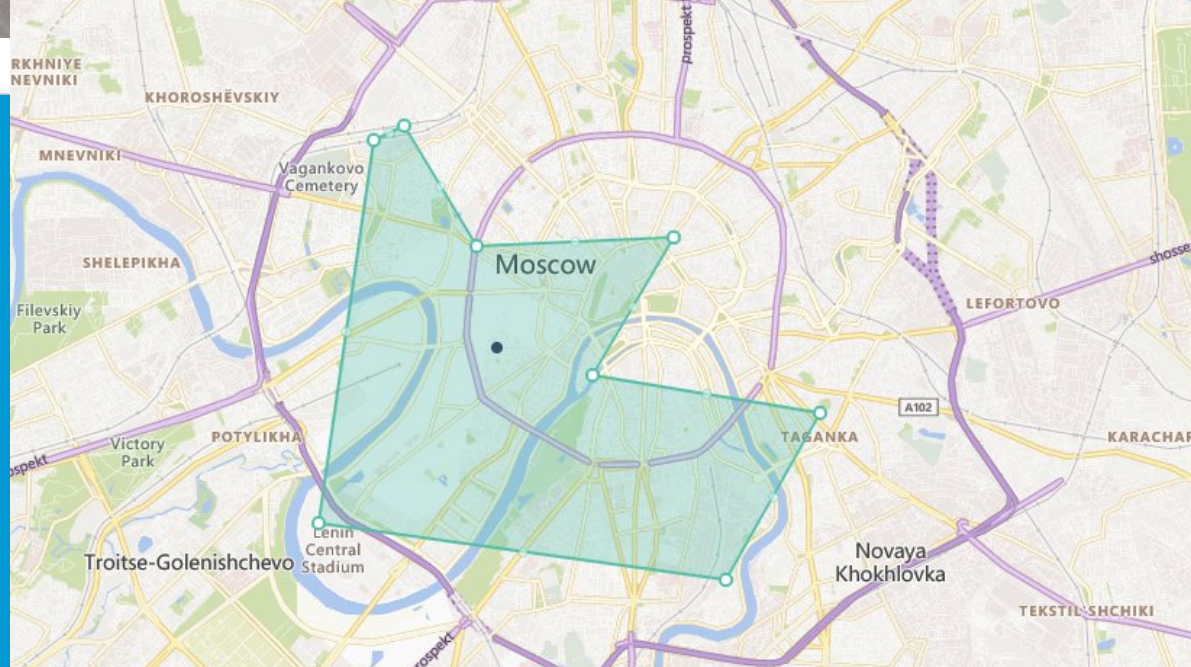 prospekt
RKHNIYE
NEVNIKI
KHOROSHËVSKIY
MNEVNIKI
Vagankovo
Cemetery
SHELEPIKHA
Moscow
shosse
LEFORTOVO
Filevskiy
Park
A102
POTYLIKHA
TAGANKA
KARACHAR
Victory
Park
ospekt
Lenin
Central
Stadium
Troitse-Golenishchevo
Novaya
Khokhlovka
TEKSTIL'SHCHIKI
prospekt